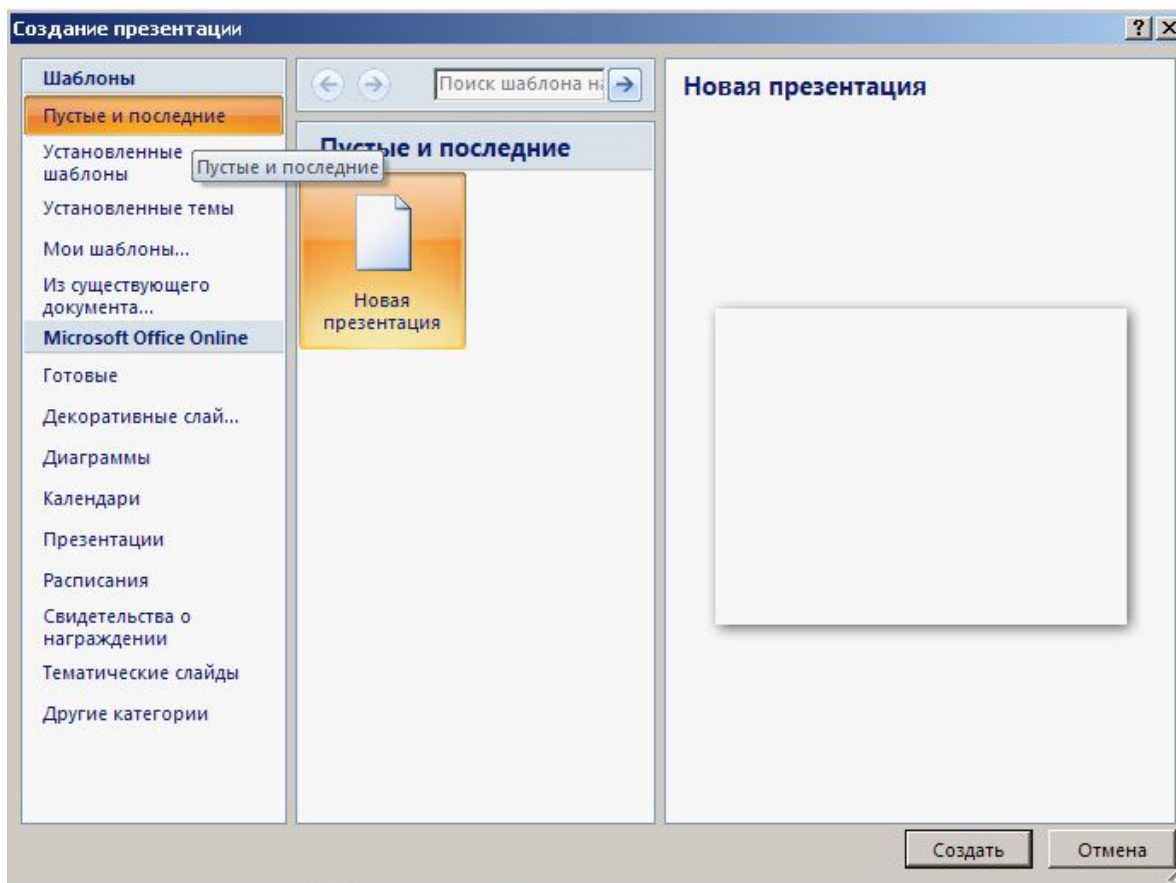 Создание презентации
Шаблоны
Пустые и последние
Установленные
шаблоны
Пустые и последние
Установленные темы
Мои шаблоны...
Из существующего
документа...
Microsoft Office Online
Готовые
Декоративные слай...
Диаграммы
Календари
Презентации
Расписания
Свидетельства о
награждении
Тематические слайды
Другие категории
Поиск шаблона
Пустые и последние
Новая
презентация
Новая презентация
Создать
Отмена